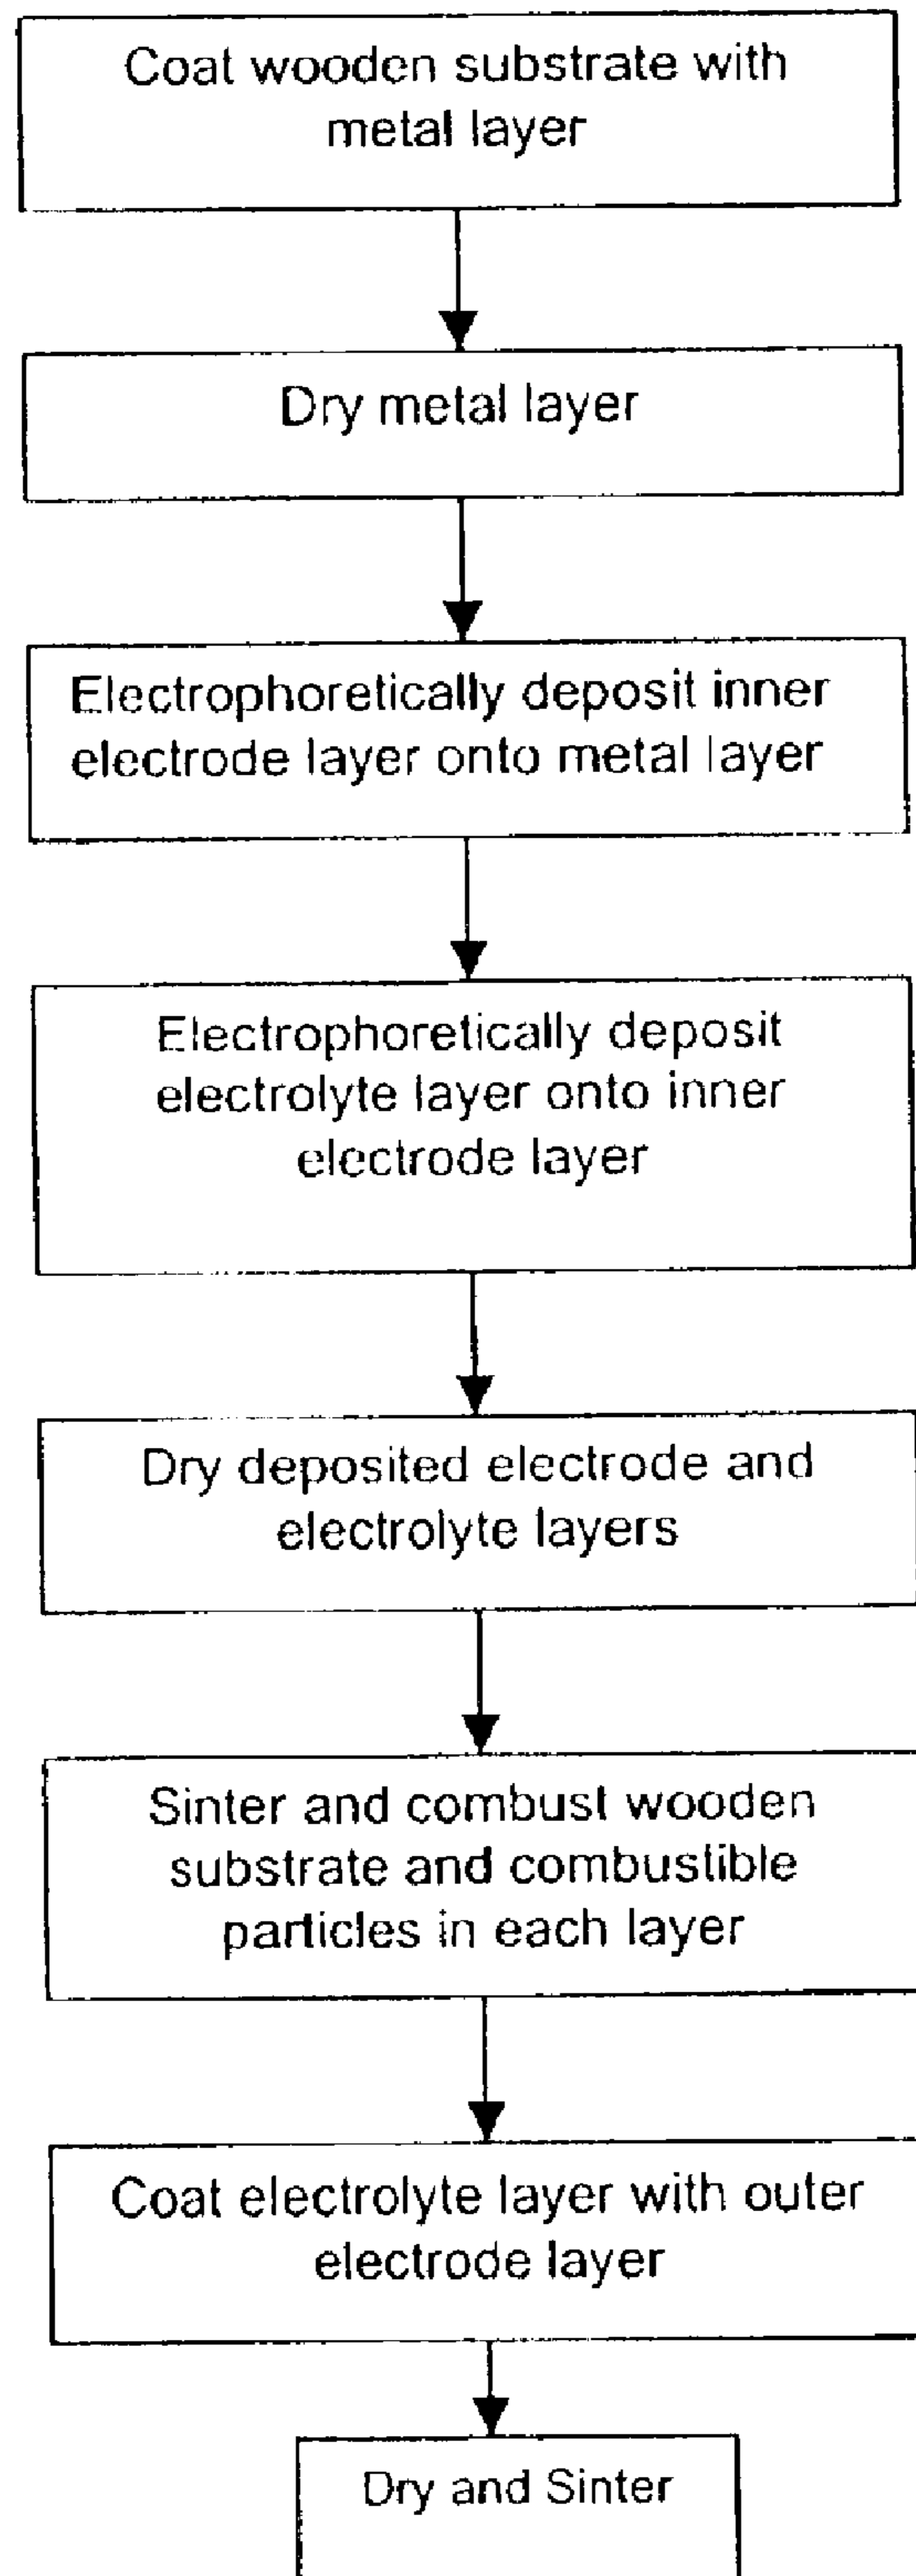 Coat wooden substrate with
metal layer
Dry metal layer
Electrophoretically deposit inner
electrode layer onto metal layer
Electrophoretically deposit
electrolyte layer onto inner
electrode layer
Dry deposited electrode and
electrolyte layers
Sinter and combust wooden
substrate and combustible
particles in each layer
Coat electrolyte layer with outer
electrode layer
Dry and Sinter